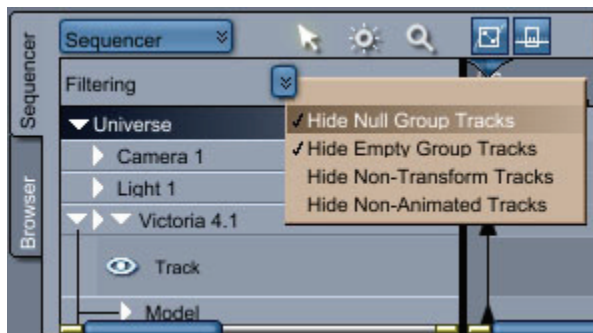 Sequencer
Browser
Sequencer
Filtering
Universe
Camera 1
Light 1
Victoria 4.1
Track
Model
Hide Null Group Tracks
Hide Empty Group Tracks
Hide Non-Transform Tracks
Hide Non-Animated Tracks